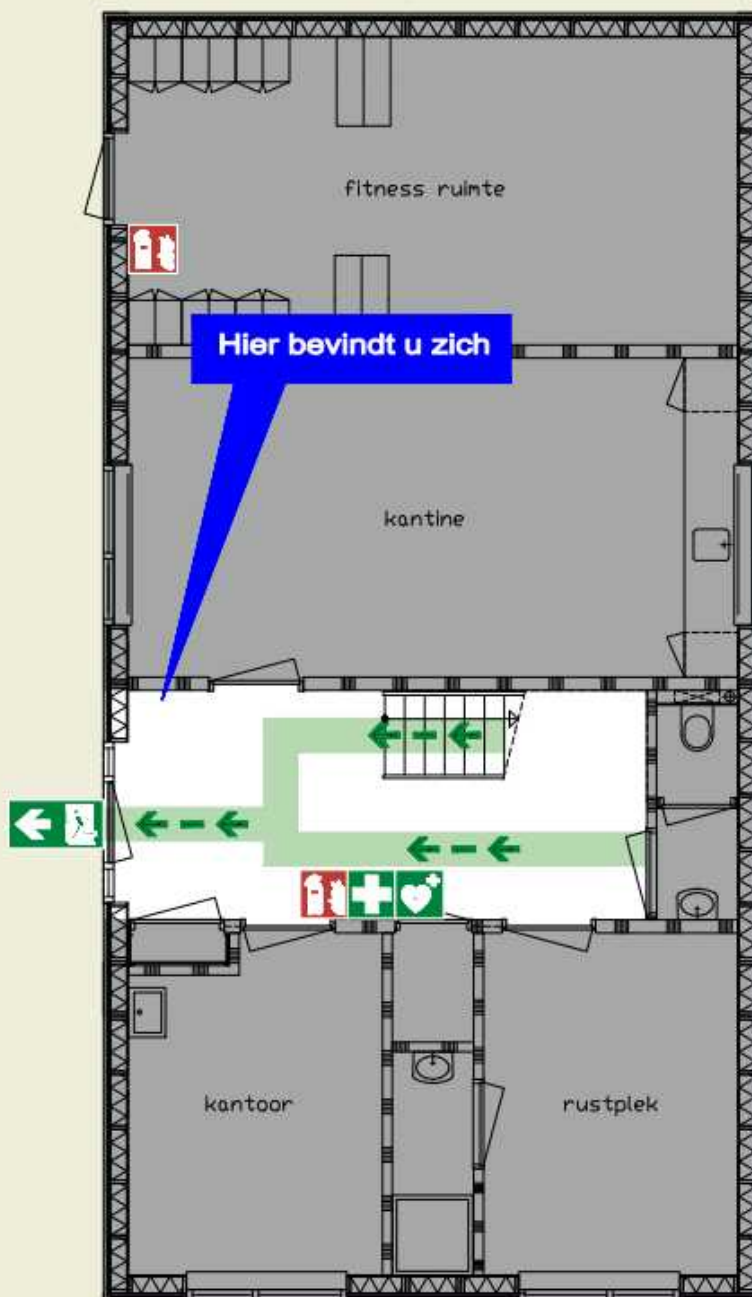 fitness ruimte
Hier bevindt u zich
kantine
kantoor
rustplek